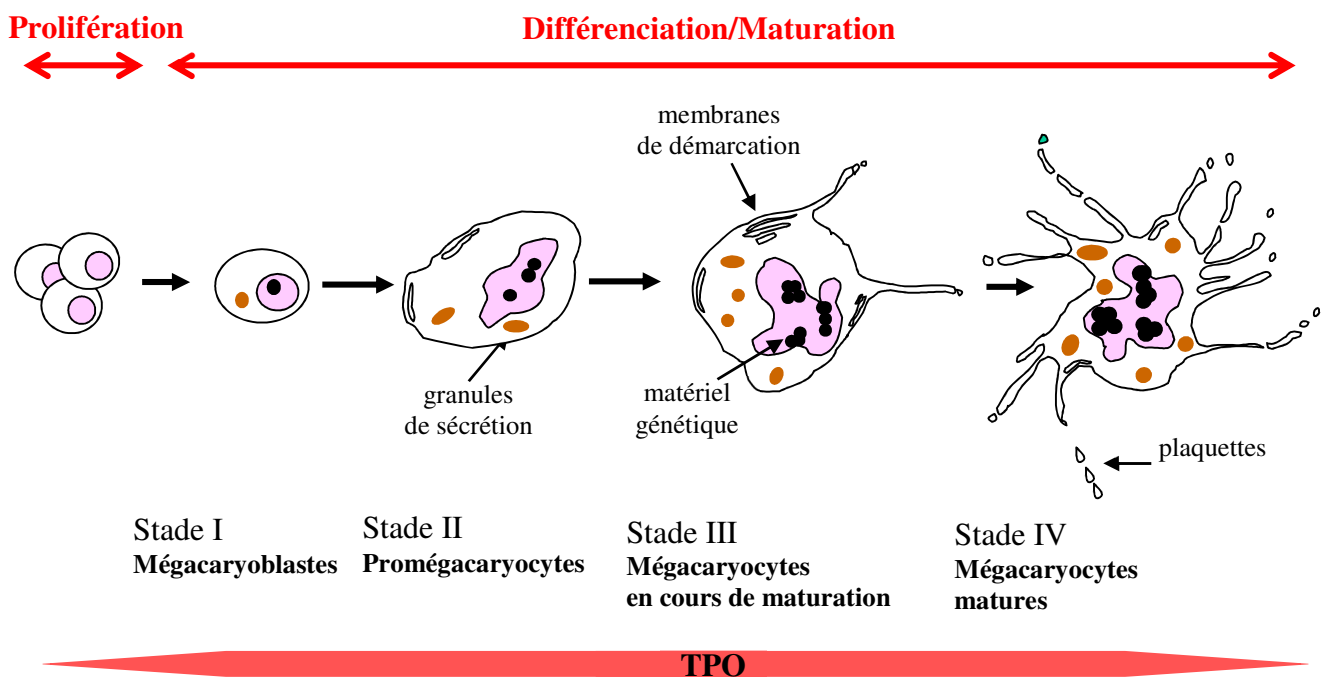 Prolifération
Différenciation/Maturation
membranes
de démarcation
granules
de sécrétion
matériel
génétique
plaquettes
Stade I
Mégacaryoblastes
Stade II
Promégacaryocytes
Stade III
Mégacaryocytes
en cours de maturation
Stade IV
Mégacaryocytes
matures
TPO